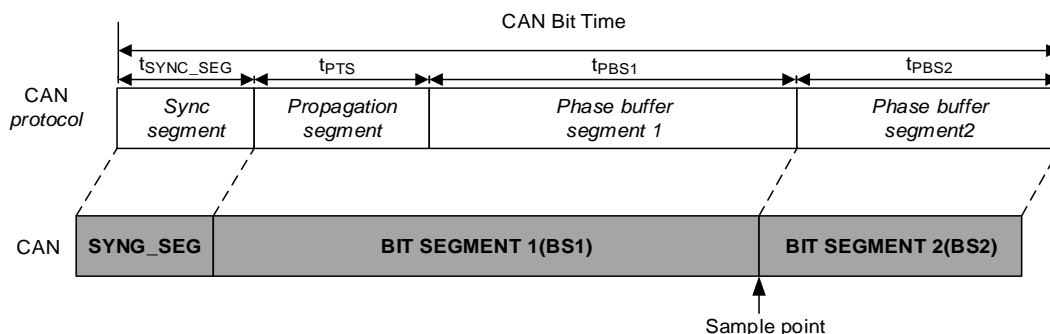 CAN Bit Time
tSYNC_SEG
tPTS
tPBS1
tPBS2
CAN
protocol
Sync
segment
Propagation
segment
Phase buffer
segment 1
Phase buffer
segment2
CAN
SYNG_SEG
BIT SEGMENT 1(BS1)
BIT SEGMENT 2(BS2)
Sample point